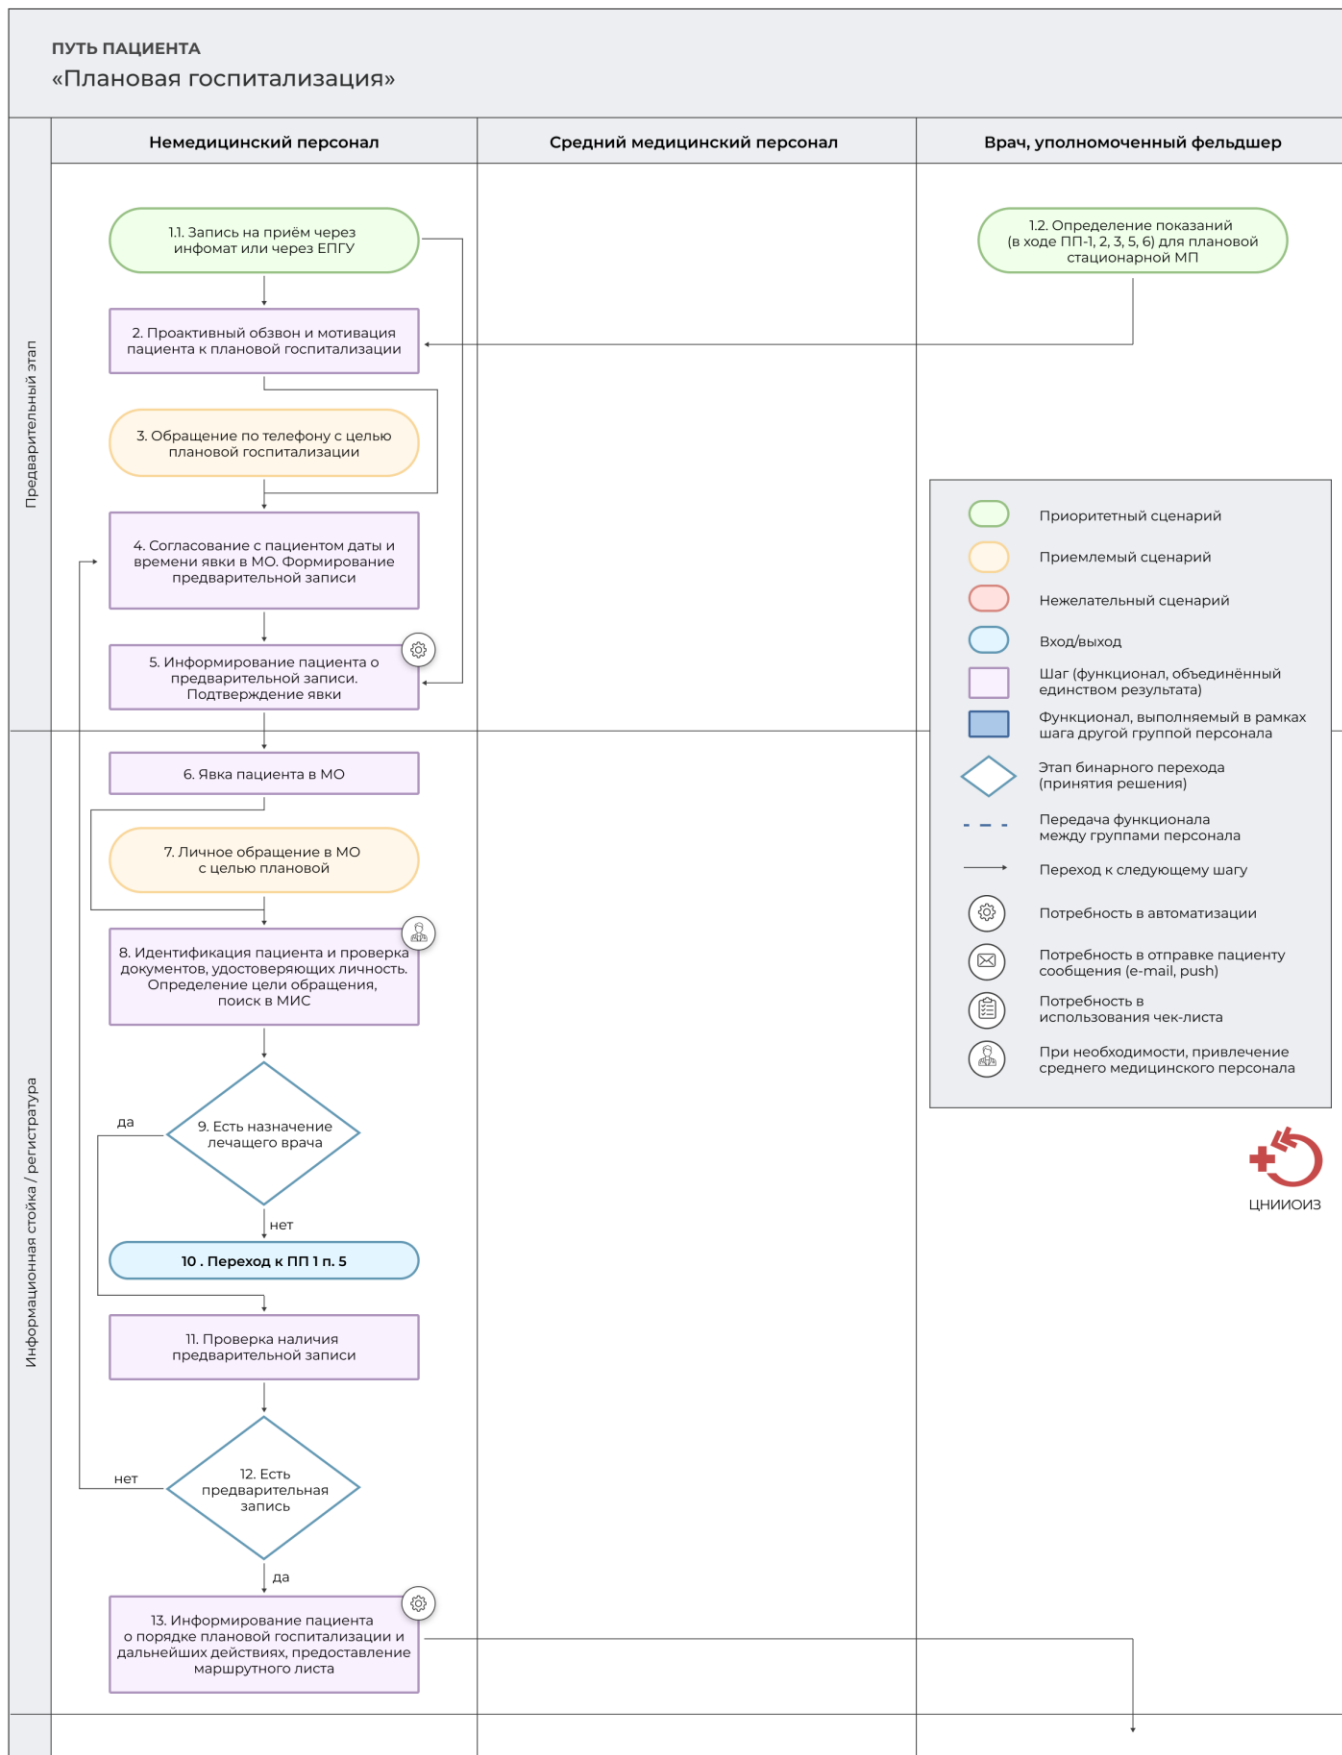 ПУТЬ ПАЦИЕНТА
«Плановая госпитализация»
Немедицинский персонал
Средний медицинский персонал
Врач, уполномоченный фельдшер
Предварительный этап
1.1. Запись на приём через
инфомат или через ЕПГУ
1.2. Определение показаний
(в ходе ПП-1, 2, 3, 5, 6) для плановой
стационарной МП
2. Проактивный обзвон и мотивация
пациента к плановой госпитализации
3. Обращение по телефону с целью
плановой госпитализации
4. Согласование с пациентом даты и
времени явки в МО. Формирование
предварительной записи
5. Информирование пациента о
предварительной записи.
Подтверждение явки
Информационная стойка / регистратура
6. Явка пациента в МО
7. Личное обращение в МО
с целью плановой
8. Идентификация пациента и проверка
документов, удостоверяющих личность.
Определение цели обращения,
поиск в МИС
9. Есть назначение
лечащего врача
да
нет
10 . Переход к ПП 1 п. 5
11. Проверка наличия
предварительной записи
12. Есть
предварительная
запись
нет
да
13. Информирование пациента
о порядке плановой госпитализации и
дальнейших действиях, предоставление
маршрутного листа
Приоритетный сценарий
Приемлемый сценарий
Нежелательный сценарий
Вход/выход
Шаг (функционал, объединённый
единством результата)
Функционал, выполняемый в рамках
шага другой группой персонала
Этап бинарного перехода
(принятия решения)
Передача функционала
между группами персонала
Переход к следующему шагу
Потребность в автоматизации
Потребность в отправке пациенту
сообщения (e-mail, push)
Потребность в
использования чек-листа
При необходимости, привлечение
среднего медицинского персонала
ЦНИИОИЗ